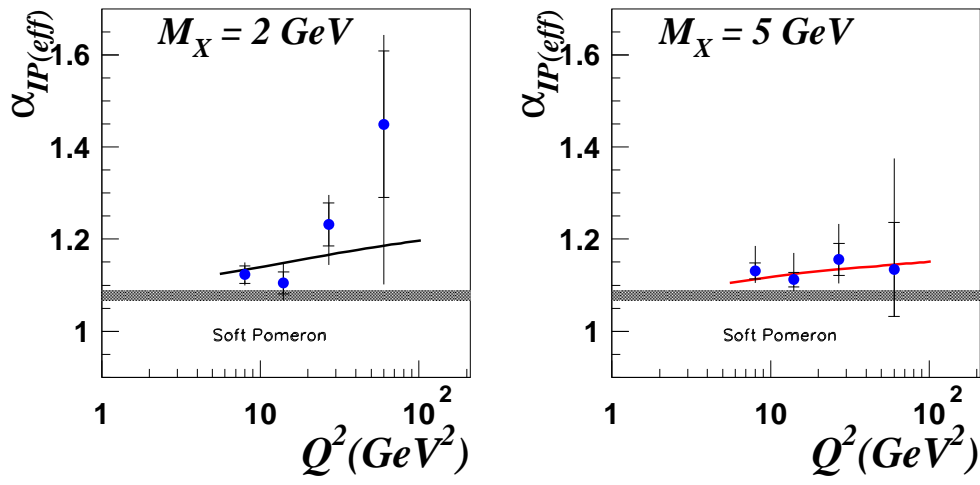 M_X = 2 GeV
α_IP(eff)
1.6
1.4
1.2
1
Soft Pomeron
1 10 10^2
Q^2(GeV^2)
M_X = 5 GeV
α_IP(eff)
1.6
1.4
1.2
1
Soft Pomeron
1 10 10^2
Q^2(GeV^2)